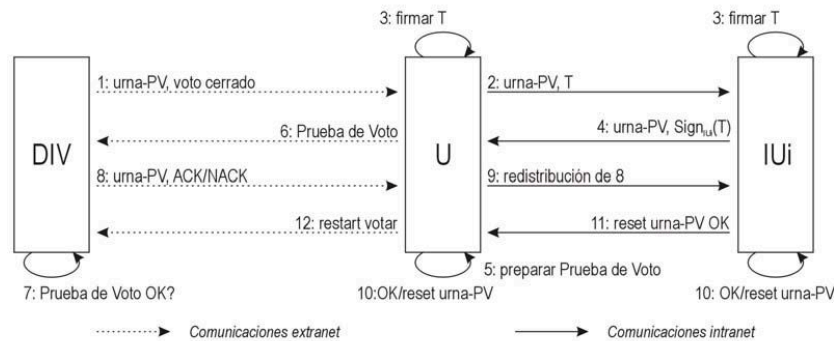 3: firmar T
3: firmar T
1: urna-PV, voto cerrado
2: urna-PV, T
6: Prueba de Voto
4: urna-PV, Sign_IUi(T)
DIV
U
IUi
8: urna-PV, ACK/NACK
9: redistribución de 8
12: restart votar
11: reset urna-PV OK
5: preparar Prueba de Voto
7: Prueba de Voto OK?
10:OK/reset urna-PV
10: OK/reset urna-PV
Comunicaciones extranet
Comunicaciones intranet